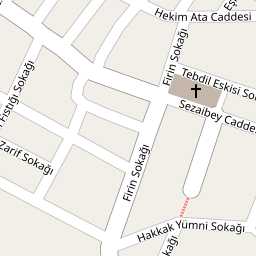 Hekim Ata Caddesi
Fırın Sokağı
Tebdil Eskisi So
Sezaibey Cadde
Fıstığı Sokağı
Zarif Sokağı
Fırın Sokağı
Hakkak Yümni Sokağı
kağı